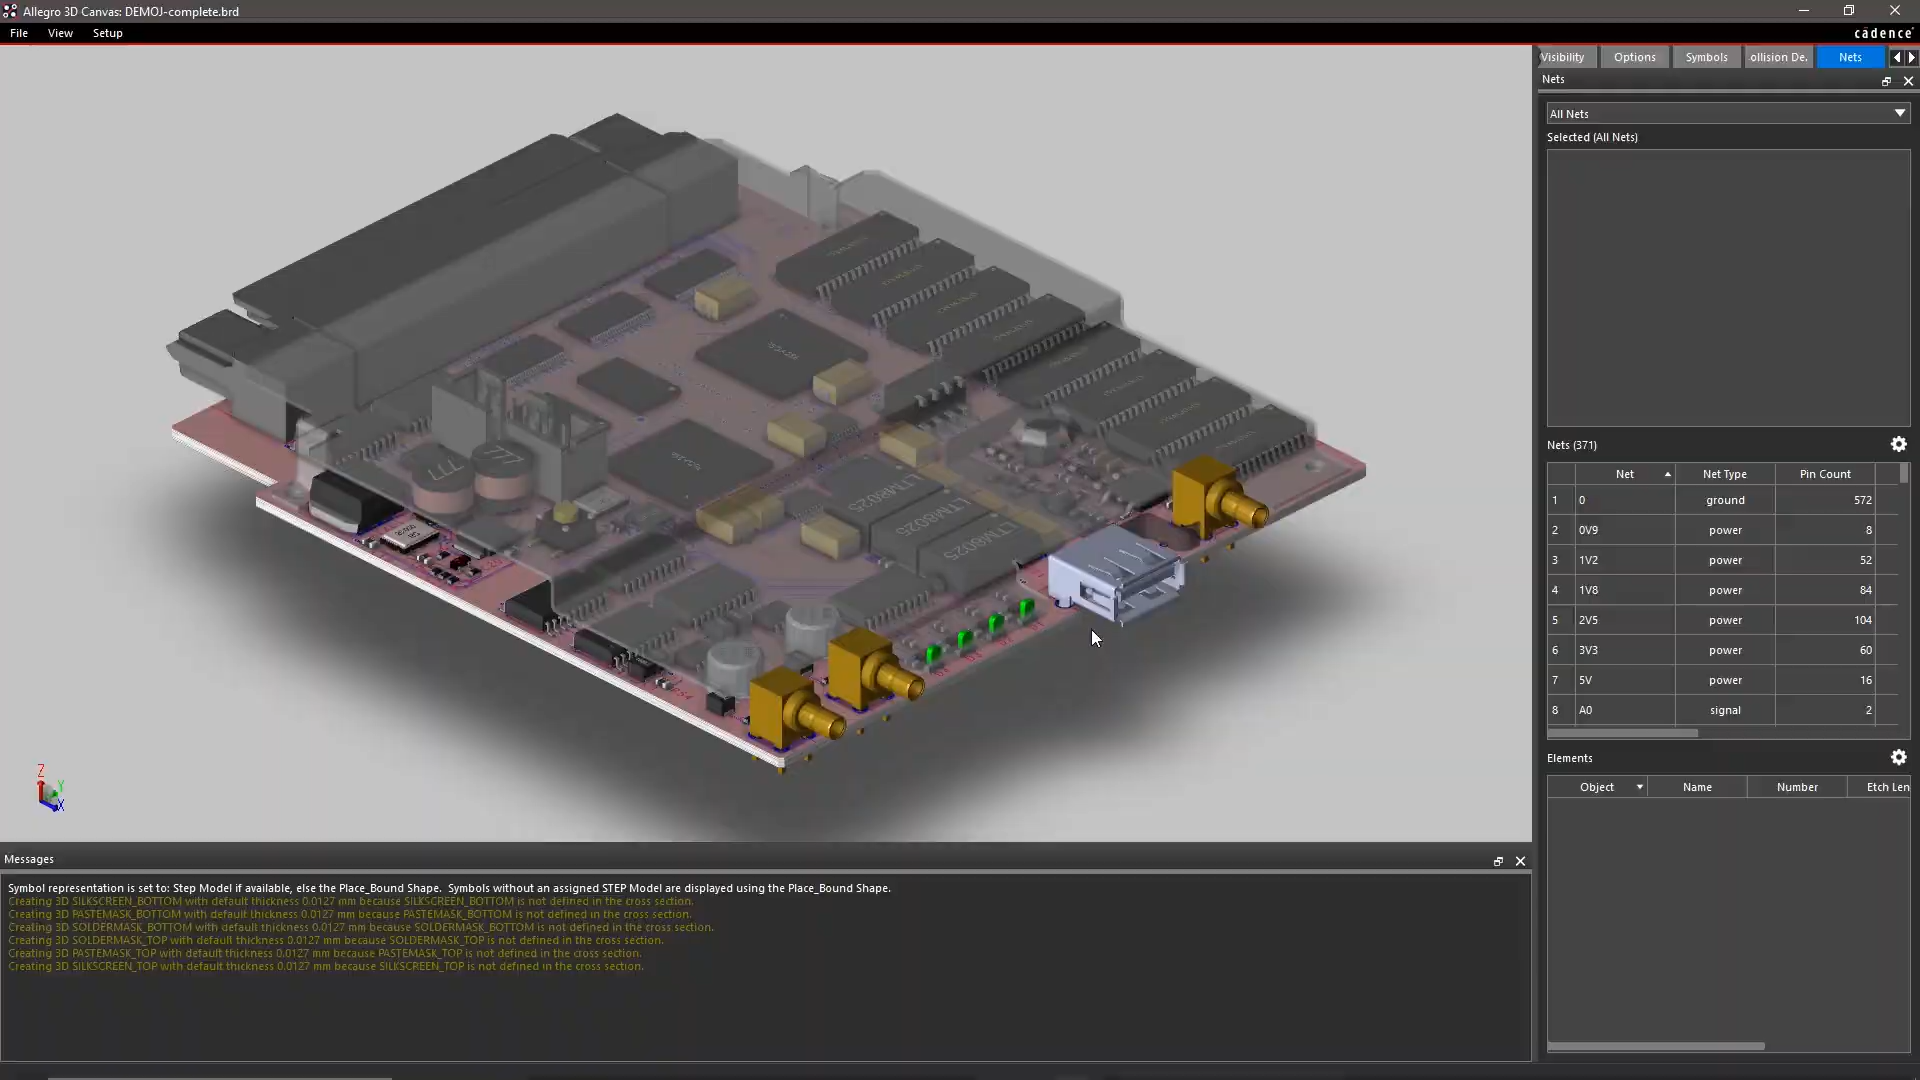 Allegro 3D Canvas: DEMOJ-complete.brd
File View Setup
cādence
Visibility Options Symbols ollision De. Nets
Nets
All Nets
Selected (All Nets)
Nets (371)
Net Net Type Pin Count
1 0 ground 572
2 0V9 power 8
3 1V2 power 52
4 1V8 power 84
5 2V5 power 104
6 3V3 power 60
7 5V power 16
8 A0 signal 2
Elements
Object Name Number Etch Len
777
777
LTM8025
LTM8025
LTM8025
Z
Y
X
Messages
Symbol representation is set to: Step Model if available, else the Place_Bound Shape. Symbols without an assigned STEP Model are displayed using the Place_Bound Shape.
Creating 3D SILKSCREEN_BOTTOM with default thickness 0.0127 mm because SILKSCREEN_BOTTOM is not defined in the cross section.
Creating 3D PASTEMASK_BOTTOM with default thickness 0.0127 mm because PASTEMASK_BOTTOM is not defined in the cross section.
Creating 3D SOLDERMASK_BOTTOM with default thickness 0.0127 mm because SOLDERMASK_BOTTOM is not defined in the cross section.
Creating 3D SOLDERMASK_TOP with default thickness 0.0127 mm because SOLDERMASK_TOP is not defined in the cross section.
Creating 3D PASTEMASK_TOP with default thickness 0.0127 mm because PASTEMASK_TOP is not defined in the cross section.
Creating 3D SILKSCREEN_TOP with default thickness 0.0127 mm because SILKSCREEN_TOP is not defined in the cross section.